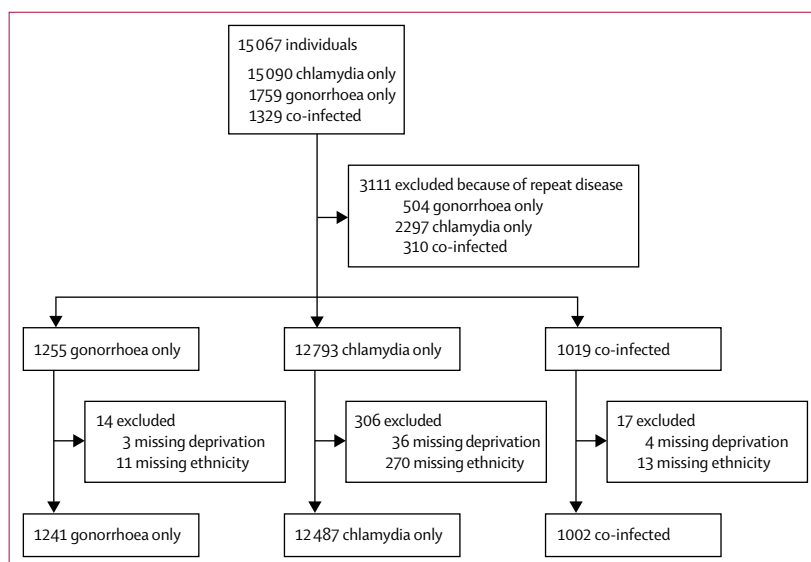 15 067 individuals
15 090 chlamydia only
1759 gonorrhoea only
1329 co-infected
3111 excluded because of repeat disease
504 gonorrhoea only
2297 chlamydia only
310 co-infected
1255 gonorrhoea only
12 793 chlamydia only
1019 co-infected
14 excluded
3 missing deprivation
11 missing ethnicity
306 excluded
36 missing deprivation
270 missing ethnicity
17 excluded
4 missing deprivation
13 missing ethnicity
1241 gonorrhoea only
12 487 chlamydia only
1002 co-infected